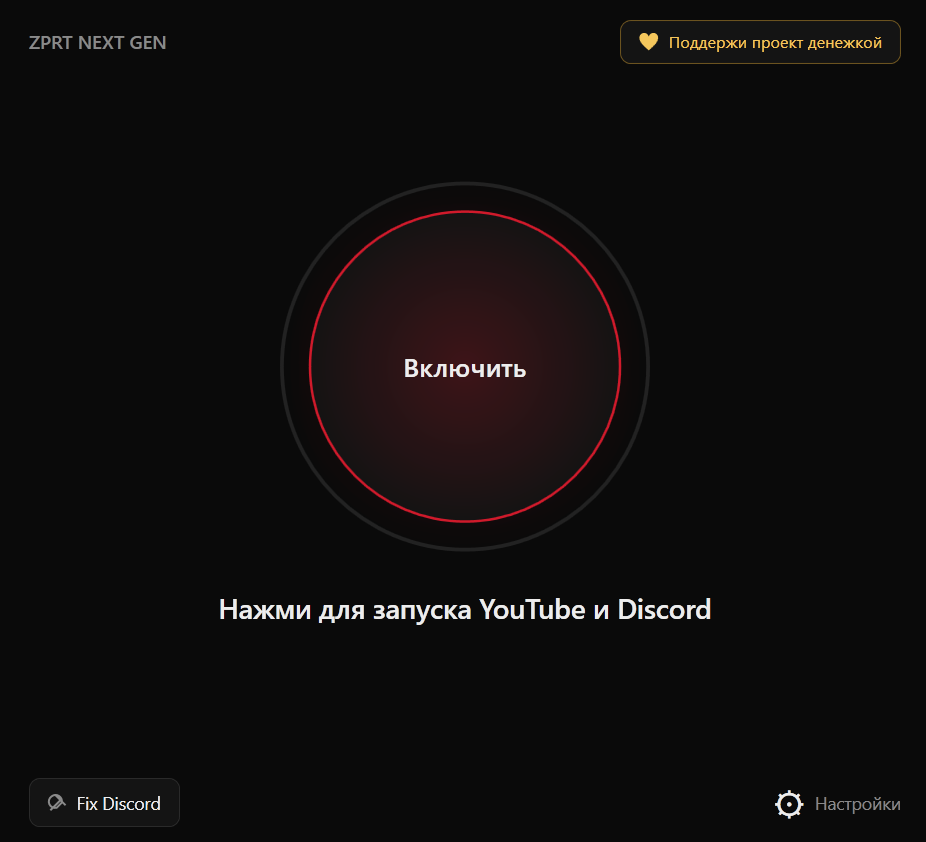 ZPRT NEXT GEN
Поддержи проект денежкой
Включить
Нажми для запуска YouTube и Discord
Fix Discord
Настройки